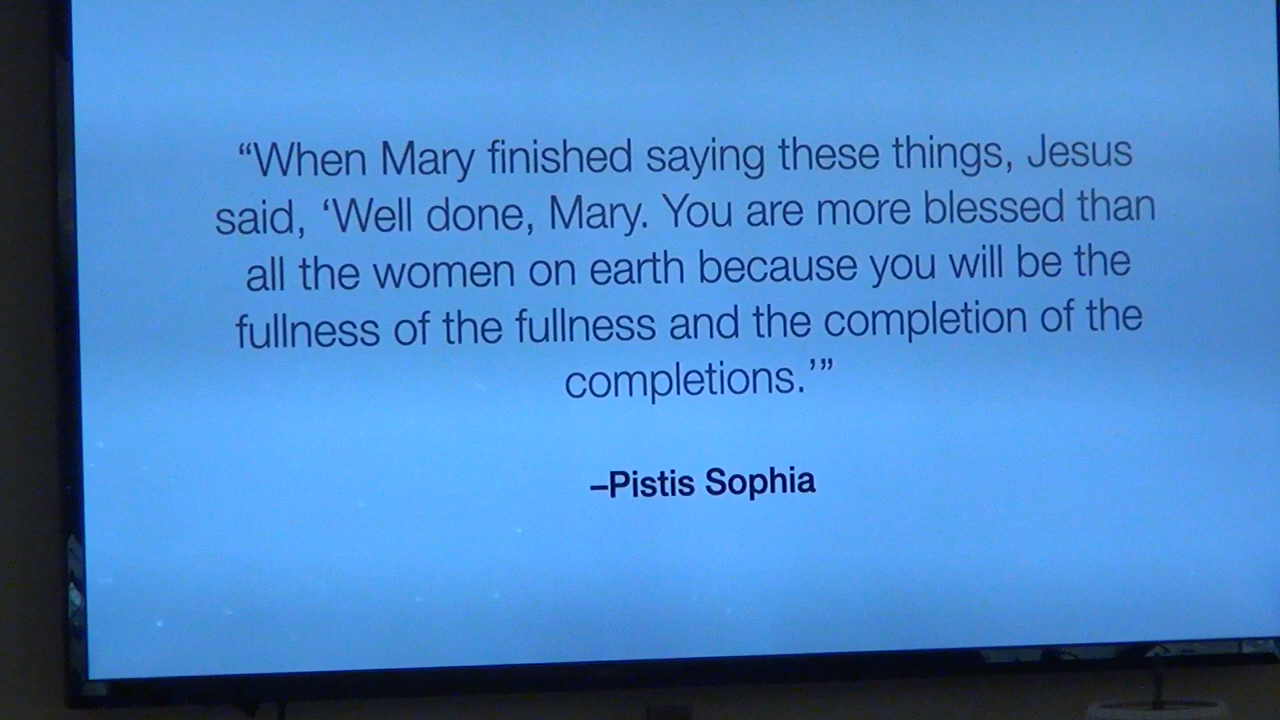 “When Mary finished saying these things, Jesus
said, ‘Well done, Mary. You are more blessed than
all the women on earth because you will be the
fullness of the fullness and the completion of the
completions.’”
–Pistis Sophia